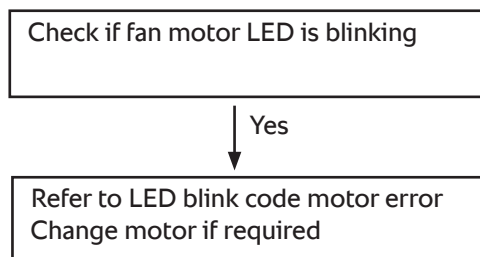 Check if fan motor LED is blinking
Yes
Refer to LED blink code motor error
Change motor if required